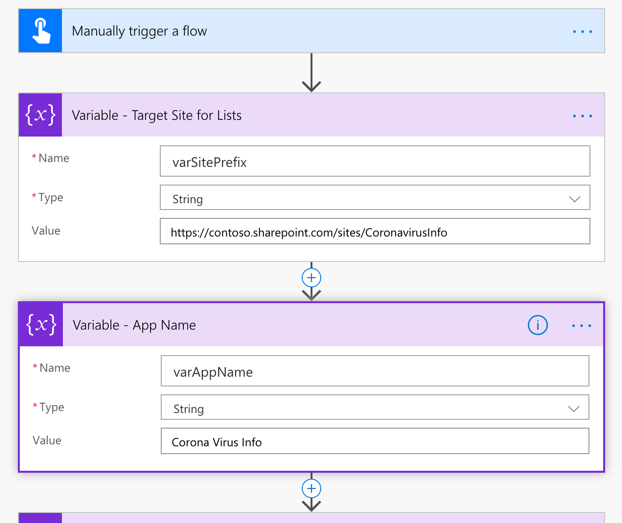 Manually trigger a flow
{x} Variable - Target Site for Lists
* Name varSitePrefix
* Type String
Value https://contoso.sharepoint.com/sites/CoronavirusInfo
{x} Variable - App Name
* Name varAppName
* Type String
Value Corona Virus Info